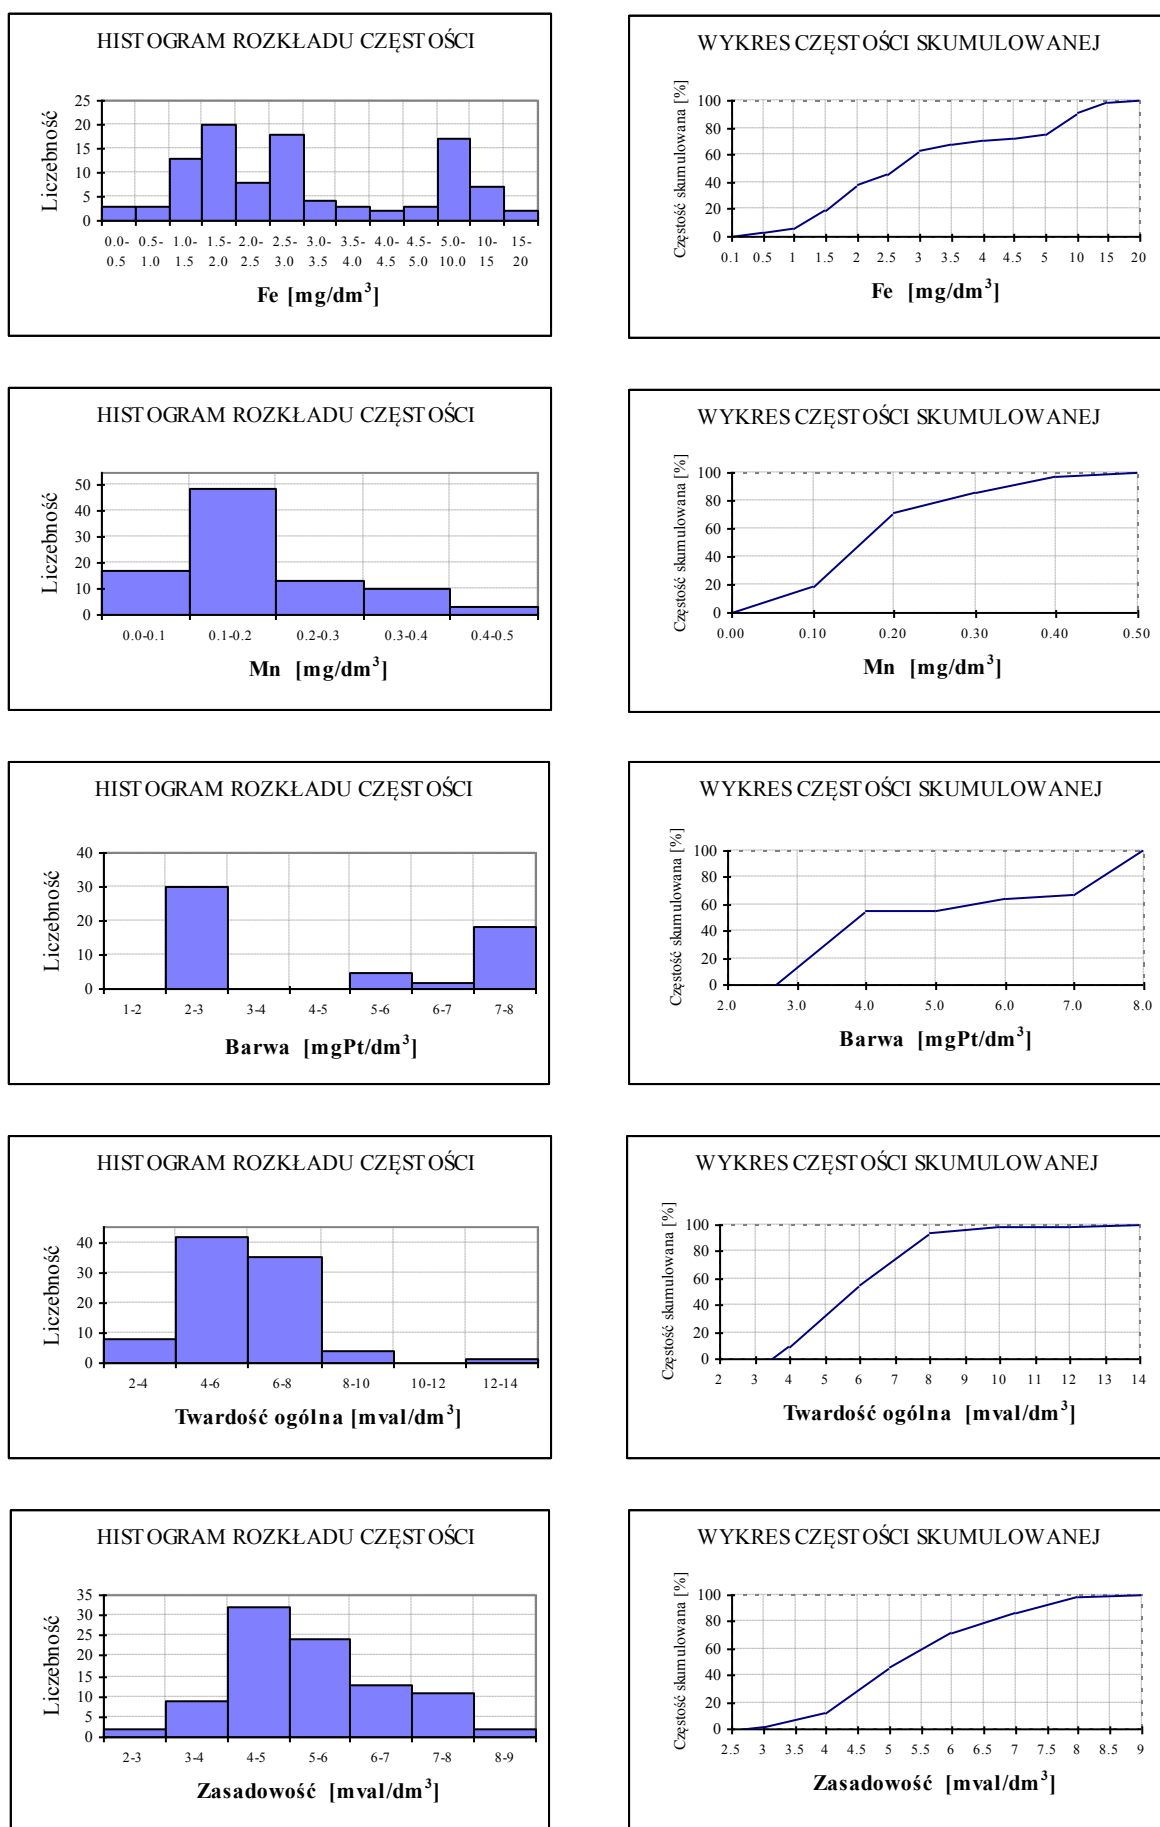 HISTOGRAM ROZKŁADU CZĘSTOŚCI
Liczebność
25
20
15
10
5
0
0.0- 0.5- 1.0- 1.5- 2.0- 2.5- 3.0- 3.5- 4.0- 4.5- 5.0- 10- 15-
0.5 1.0 1.5 2.0 2.5 3.0 3.5 4.0 4.5 5.0 10.0 15 20
Fe [mg/dm³]
WYKRES CZĘSTOŚCI SKUMULOWANEJ
Częstość skumulowana [%]
100
80
60
40
20
0
0.1 0.5 1 1.5 2 2.5 3 3.5 4 4.5 5 10 15 20
Fe [mg/dm³]
HISTOGRAM ROZKŁADU CZĘSTOŚCI
Liczebność
50
40
30
20
10
0
0.0-0.1 0.1-0.2 0.2-0.3 0.3-0.4 0.4-0.5
Mn [mg/dm³]
WYKRES CZĘSTOŚCI SKUMULOWANEJ
Częstość skumulowana [%]
100
80
60
40
20
0
0.00 0.10 0.20 0.30 0.40 0.50
Mn [mg/dm³]
HISTOGRAM ROZKŁADU CZĘSTOŚCI
Liczebność
40
30
20
10
0
1-2 2-3 3-4 4-5 5-6 6-7 7-8
Barwa [mgPt/dm³]
WYKRES CZĘSTOŚCI SKUMULOWANEJ
Częstość skumulowana [%]
100
80
60
40
20
0
2.0 3.0 4.0 5.0 6.0 7.0 8.0
Barwa [mgPt/dm³]
HISTOGRAM ROZKŁADU CZĘSTOŚCI
Liczebność
40
30
20
10
0
2-4 4-6 6-8 8-10 10-12 12-14
Twardość ogólna [mval/dm³]
WYKRES CZĘSTOŚCI SKUMULOWANEJ
Częstość skumulowana [%]
100
80
60
40
20
0
2 3 4 5 6 7 8 9 10 11 12 13 14
Twardość ogólna [mval/dm³]
HISTOGRAM ROZKŁADU CZĘSTOŚCI
Liczebność
35
30
25
20
15
10
5
0
2-3 3-4 4-5 5-6 6-7 7-8 8-9
Zasadowość [mval/dm³]
WYKRES CZĘSTOŚCI SKUMULOWANEJ
Częstość skumulowana [%]
100
80
60
40
20
0
2.5 3 3.5 4 4.5 5 5.5 6 6.5 7 7.5 8 8.5 9
Zasadowość [mval/dm³]